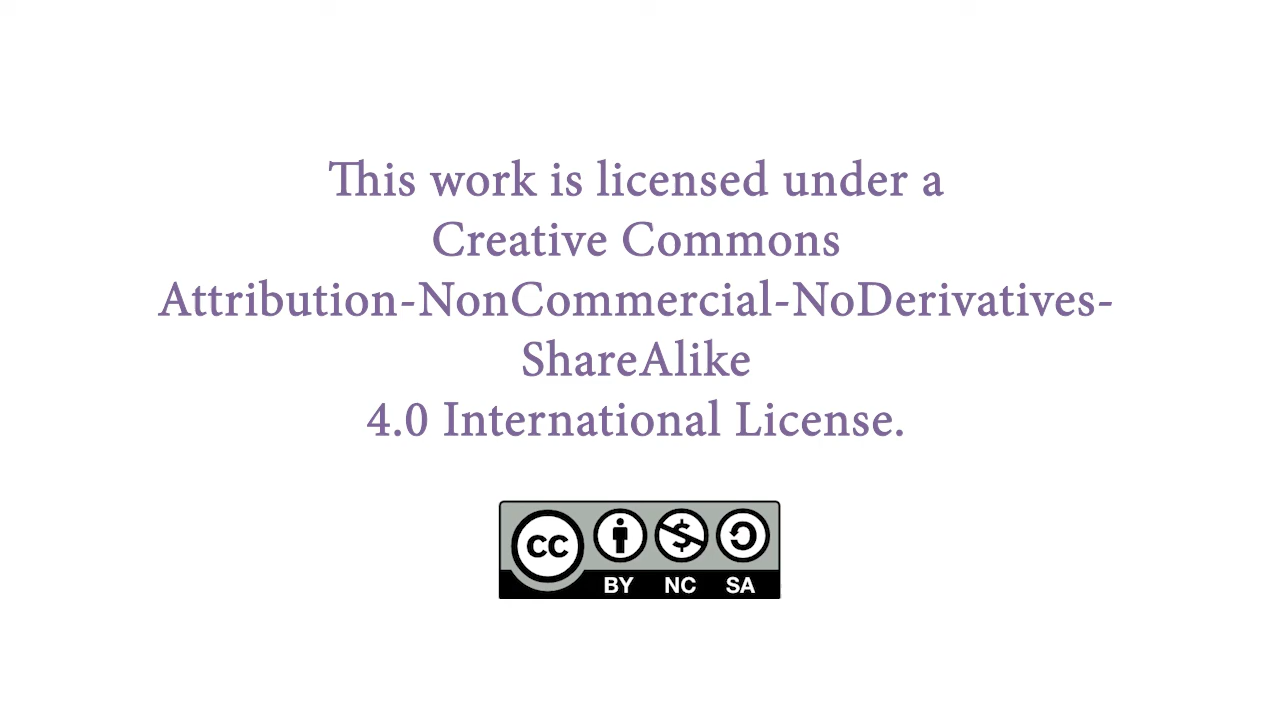 This work is licensed under a
Creative Commons
Attribution-NonCommercial-NoDerivatives-
ShareAlike
4.0 International License.
cc
BY NC SA